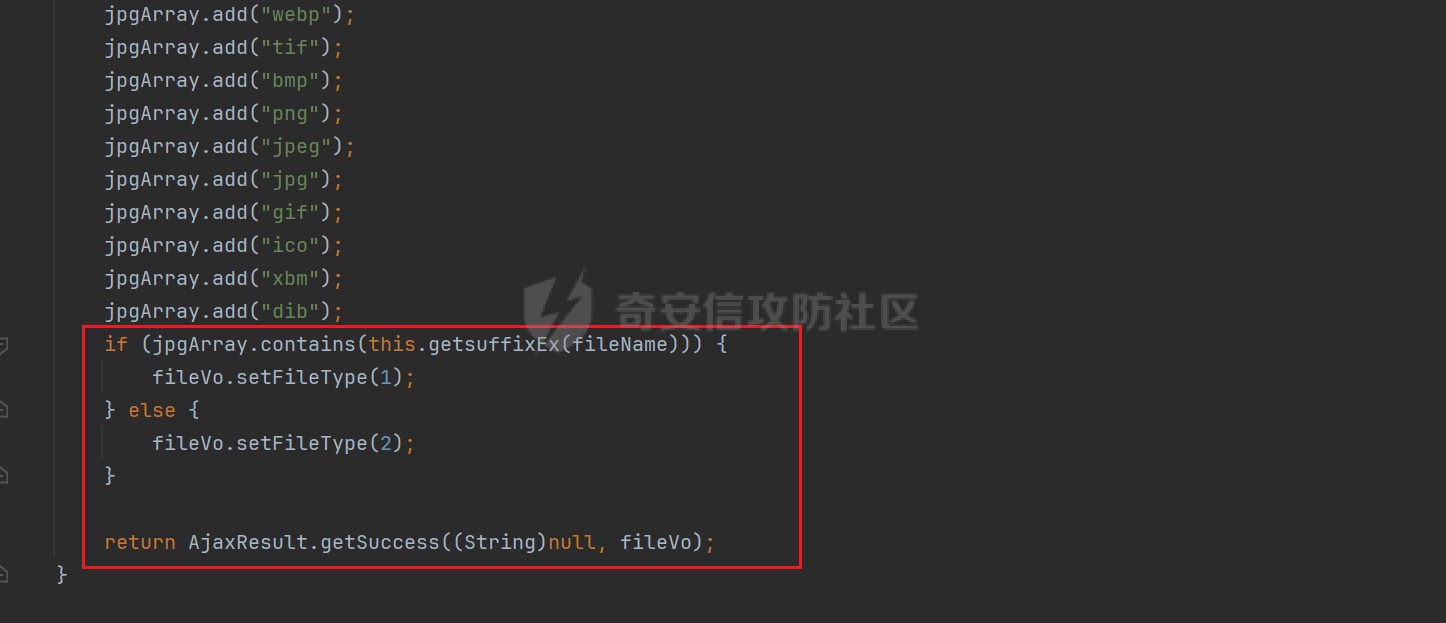 jpgArray.add("webp");
jpgArray.add("tif");
jpgArray.add("bmp");
jpgArray.add("png");
jpgArray.add("jpeg");
jpgArray.add("jpg");
jpgArray.add("gif");
jpgArray.add("ico");
jpgArray.add("xbm");
jpgArray.add("dib");
奇安信攻防社区
if (jpgArray.contains(this.getsuffixEx(fileName))) {
fileVo.setFileType(1);
} else {
fileVo.setFileType(2);
}
return AjaxResult.getSuccess((String)null, fileVo);
}